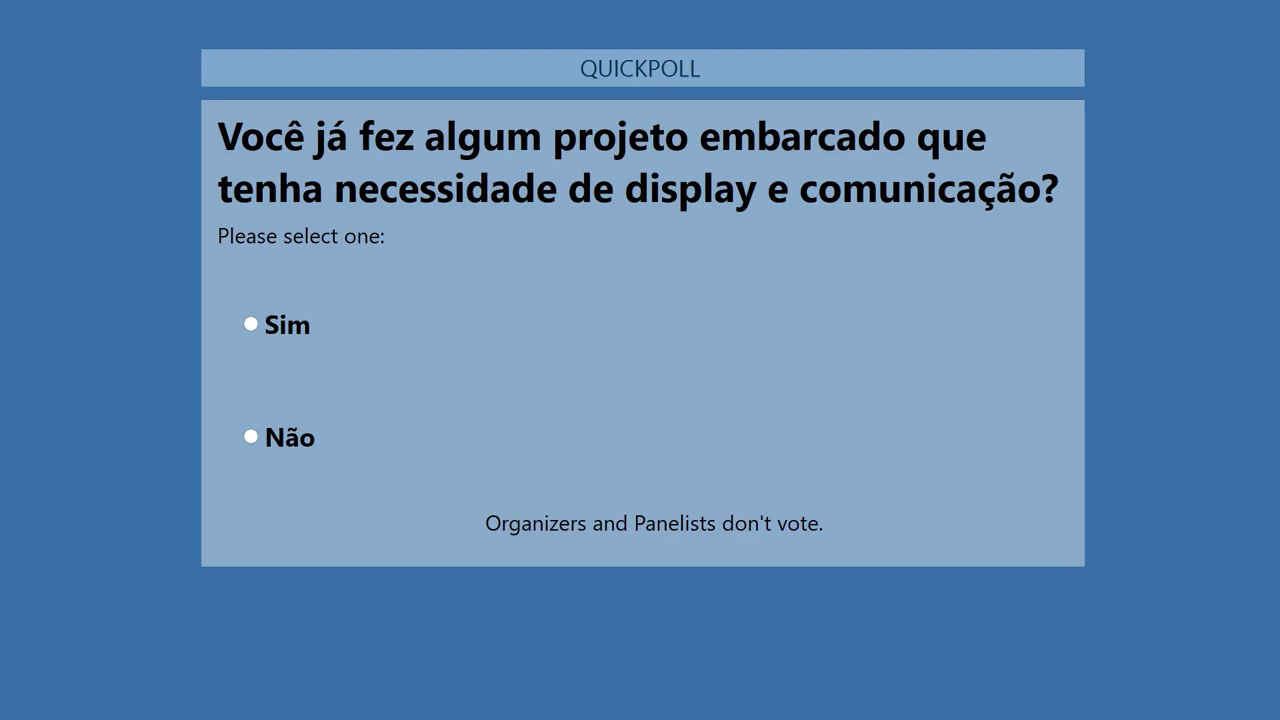 QUICKPOLL
Você já fez algum projeto embarcado que
tenha necessidade de display e comunicação?
Please select one:
Sim
Não
Organizers and Panelists don't vote.